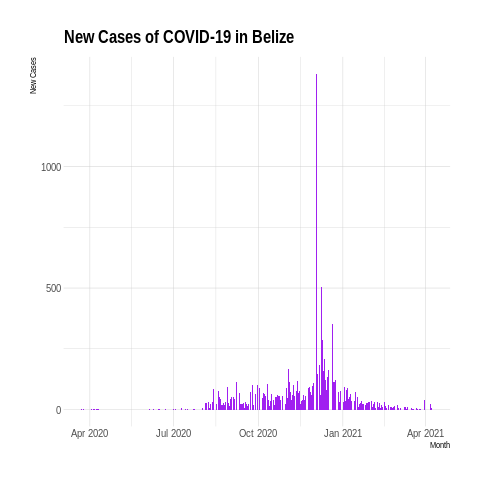 New Cases of COVID-19 in Belize
New Cases
1000
500
0
Apr 2020 Jul 2020 Oct 2020 Jan 2021 Apr 2021
Month